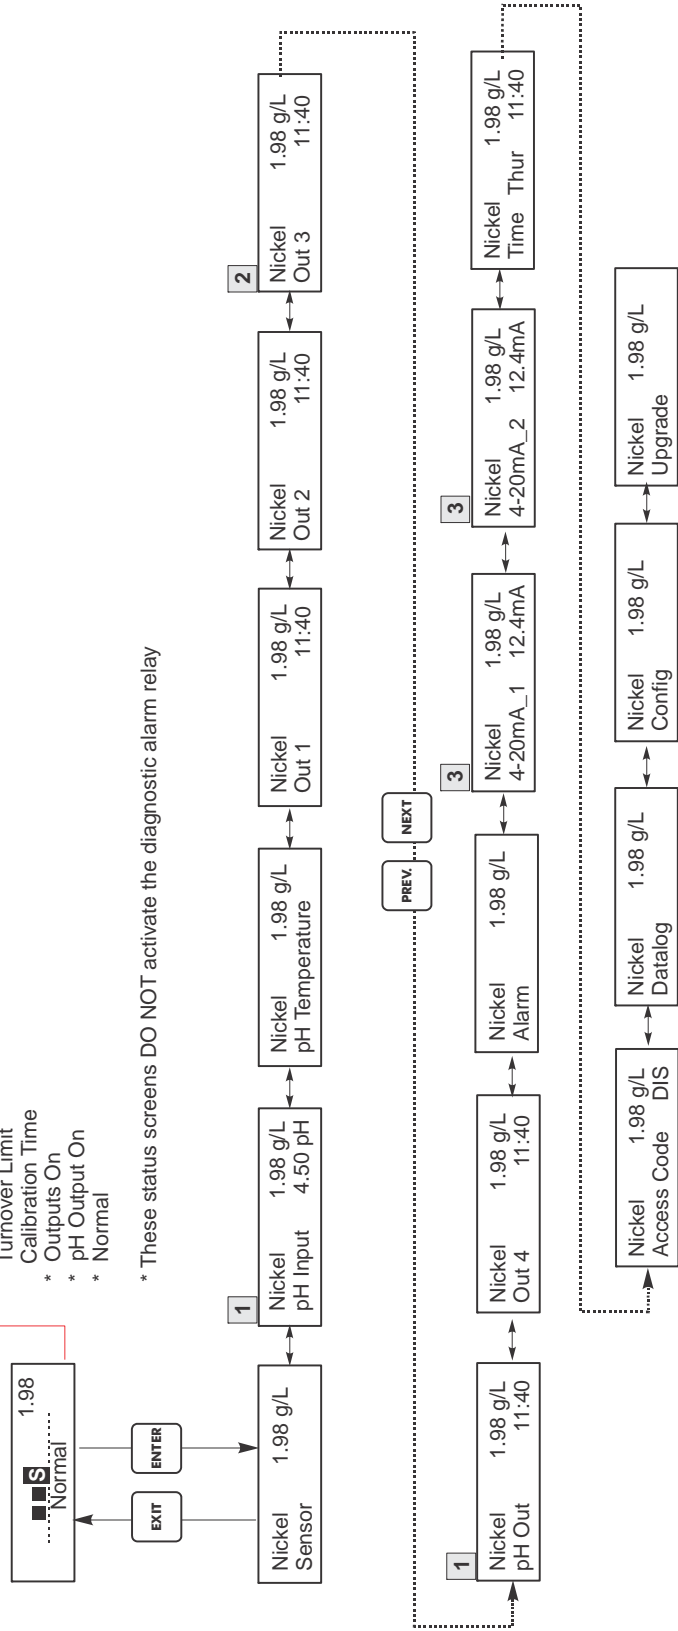 Turnover Limit
Calibration Time
* Outputs On
* pH Output On
* Normal
* These status screens DO NOT activate the diagnostic alarm relay
1.98
S
Normal
EXIT
ENTER
Nickel 1.98 g/L
Sensor
1
Nickel 1.98 g/L
pH Input 4.50 pH
Nickel 1.98 g/L
pH Temperature
Nickel 1.98 g/L
Out 1 11:40
Nickel 1.98 g/L
Out 2 11:40
2
Nickel 1.98 g/L
Out 3 11:40
PREV.
NEXT
1
Nickel 1.98 g/L
pH Out 11:40
Nickel 1.98 g/L
Out 4 11:40
Nickel 1.98 g/L
Alarm
3
Nickel 1.98 g/L
4-20mA_1 12.4mA
3
Nickel 1.98 g/L
4-20mA_2 12.4mA
Nickel 1.98 g/L
Time Thur 11:40
Nickel 1.98 g/L
Access Code DIS
Nickel 1.98 g/L
Datalog
Nickel 1.98 g/L
Config
Nickel 1.98 g/L
Upgrade